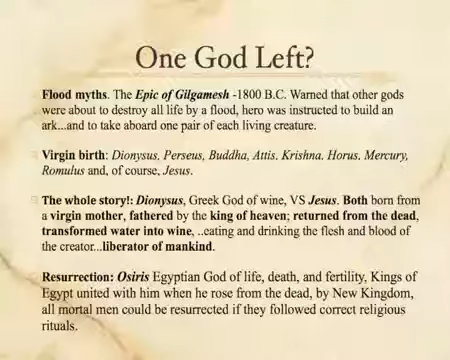 One God Left?
Flood myths. The Epic of Gilgamesh -1800 B.C. Warned that other gods
were about to destroy all life by a flood, hero was instructed to build an
ark...and to take aboard one pair of each living creature.
Virgin birth: Dionysus, Perseus, Buddha, Attis. Krishna. Horus. Mercury,
Romulus and, of course, Jesus.
The whole story!: Dionysus, Greek God of wine, VS Jesus. Both born from
a virgin mother, fathered by the king of heaven; returned from the dead,
transformed water into wine, ..eating and drinking the flesh and blood of
the creator...liberator of mankind.
Resurrection: Osiris Egyptian God of life, death, and fertility, Kings of
Egypt united with him when he rose from the dead, by New Kingdom,
all mortal men could be resurrected if they followed correct religious
rituals.